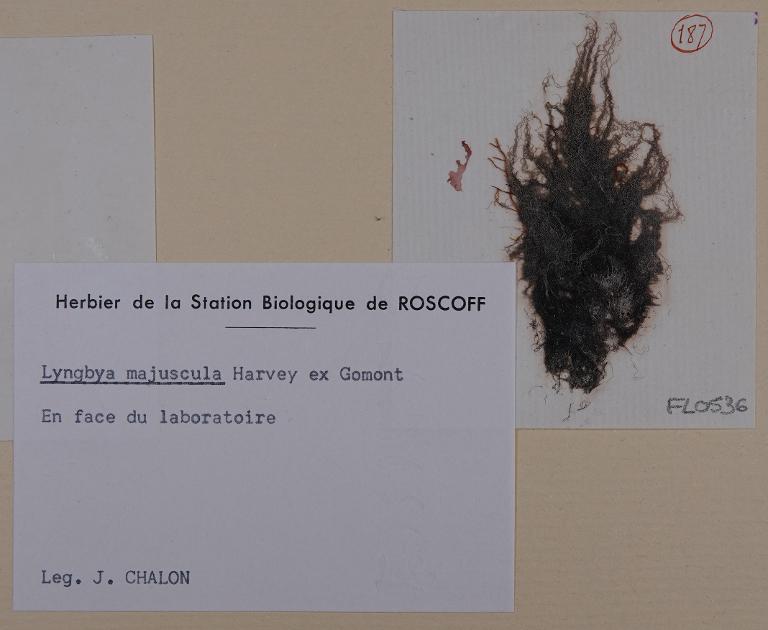 187
Herbier de la Station Biologique de ROSCOFF
Lyngbya majuscula Harvey ex Gomont
En face du laboratoire
FLO536
Leg. J. CHALON